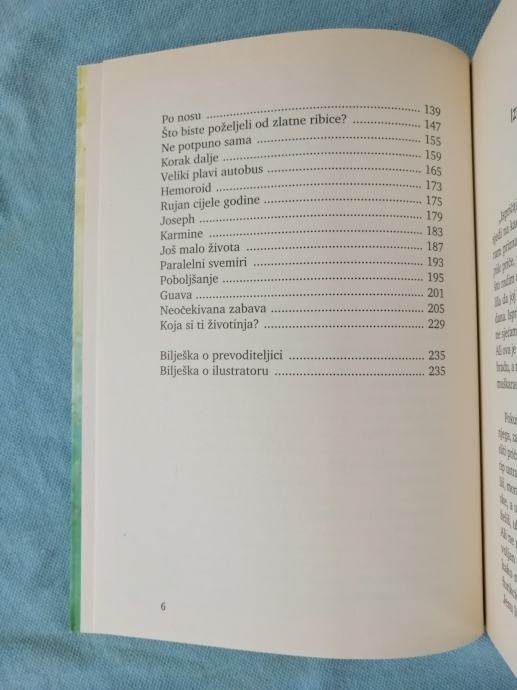 Po nosu ........ 139
Što biste poželjeli od zlatne ribice? ........ 147
Ne potpuno sama ........ 155
Korak dalje ........ 159
Veliki plavi autobus ........ 165
Hemoroid ........ 173
Rujan cijele godine ........ 175
Joseph ........ 179
Karmine ........ 183
Još malo života ........ 187
Paralelni svemiri ........ 193
Poboljšanje ........ 195
Guava ........ 201
Neočekivana zabava ........ 205
Koja si ti životinja? ........ 229
Bilješka o prevoditeljici ........ 235
Bilješka o ilustratoru ........ 235
6